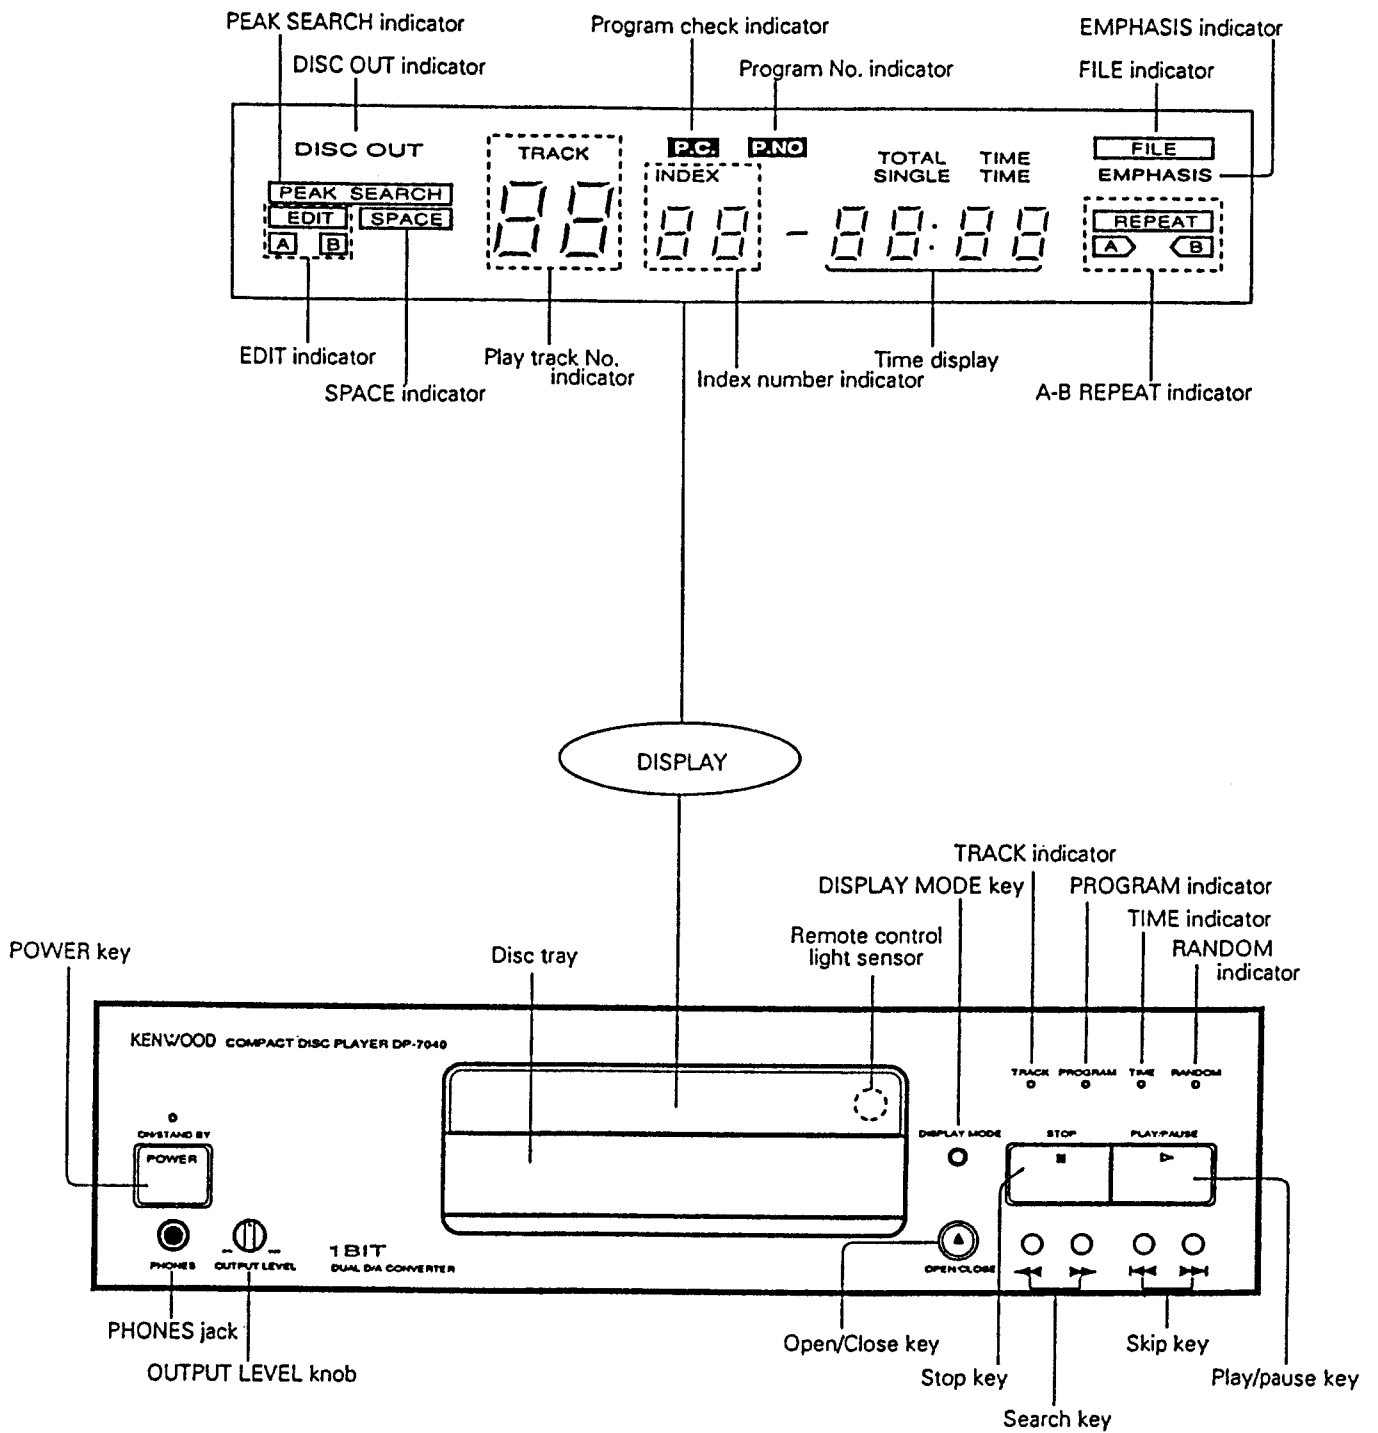 PEAK SEARCH indicator
Program check indicator
EMPHASIS indicator
DISC OUT indicator
Program No. indicator
FILE indicator
DISC OUT
TRACK
P.C.
P.NO
TOTAL TIME
SINGLE TIME
FILE
EMPHASIS
INDEX
PEAK SEARCH
EDIT
SPACE
A B
88
88 - 88:88
REPEAT
A B
EDIT indicator
SPACE indicator
Play track No.
indicator
Index number indicator
Time display
A-B REPEAT indicator
DISPLAY
TRACK indicator
DISPLAY MODE key
PROGRAM indicator
TIME indicator
Remote control
light sensor
RANDOM
indicator
POWER key
Disc tray
KENWOOD COMPACT DISC PLAYER DP-7040
TRACK PROGRAM TIME RANDOM
ON/STAND BY
POWER
DISPLAY MODE
STOP
PLAY/PAUSE
PHONES
OUTPUT LEVEL
1 BIT
DUAL D/A CONVERTER
OPEN/CLOSE
PHONES jack
OUTPUT LEVEL knob
Open/Close key
Skip key
Stop key
Play/pause key
Search key